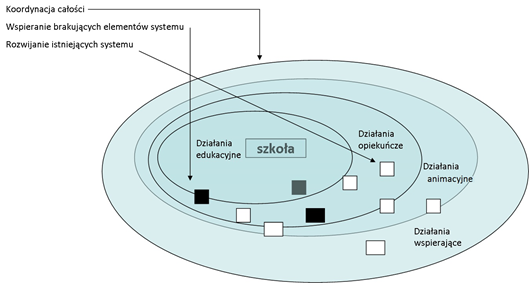 Koordynacja całości
Wspieranie brakujących elementów systemu
Rozwijanie istniejących systemu
Działania
edukacyjne
szkoła
Działania
opiekuńcze
Działania
animacyjne
Działania
wspierające